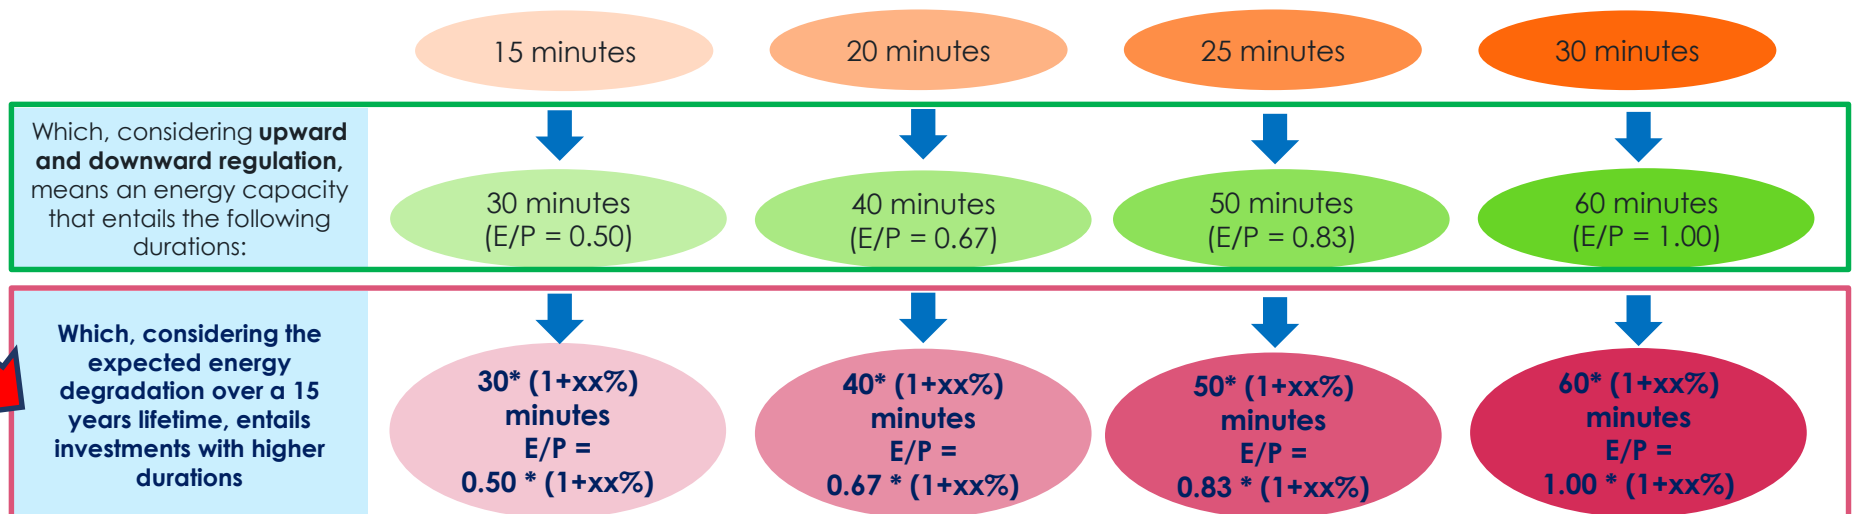 15 minutes
20 minutes
25 minutes
30 minutes
Which, considering upward
and downward regulation,
means an energy capacity
that entails the following
durations:
30 minutes
(E/P = 0.50)
40 minutes
(E/P = 0.67)
50 minutes
(E/P = 0.83)
60 minutes
(E/P = 1.00)
Which, considering the
expected energy
degradation over a 15
years lifetime, entails
investments with higher
durations
30* (1+xx%)
minutes
E/P =
0.50 * (1+xx%)
40* (1+xx%)
minutes
E/P =
0.67 * (1+xx%)
50* (1+xx%)
minutes
E/P =
0.83 * (1+xx%)
60* (1+xx%)
minutes
E/P =
1.00 * (1+xx%)